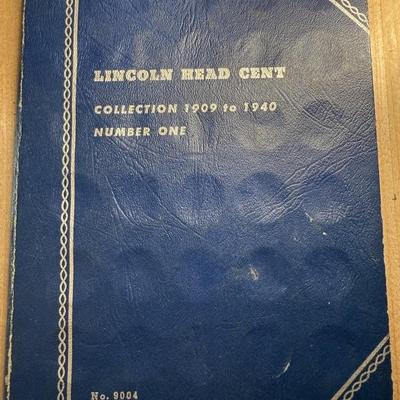 LINCOLN HEAD CENT
COLLECTION 1909 to 1940
NUMBER ONE
No. 9004